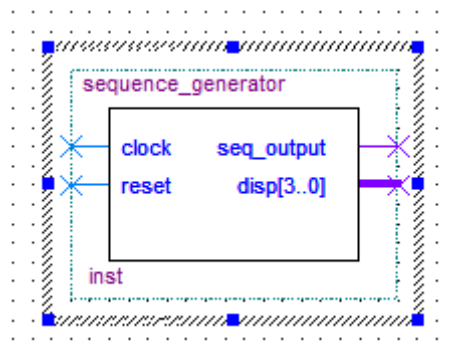 sequence_generator
clock seq_output
reset disp[3..0]
inst